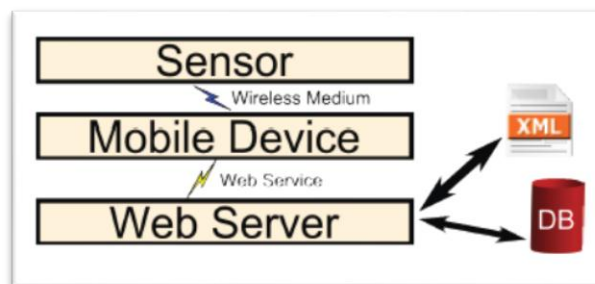 Sensor
Wireless Medium
Mobile Device
Web Service
Web Server
XML
DB